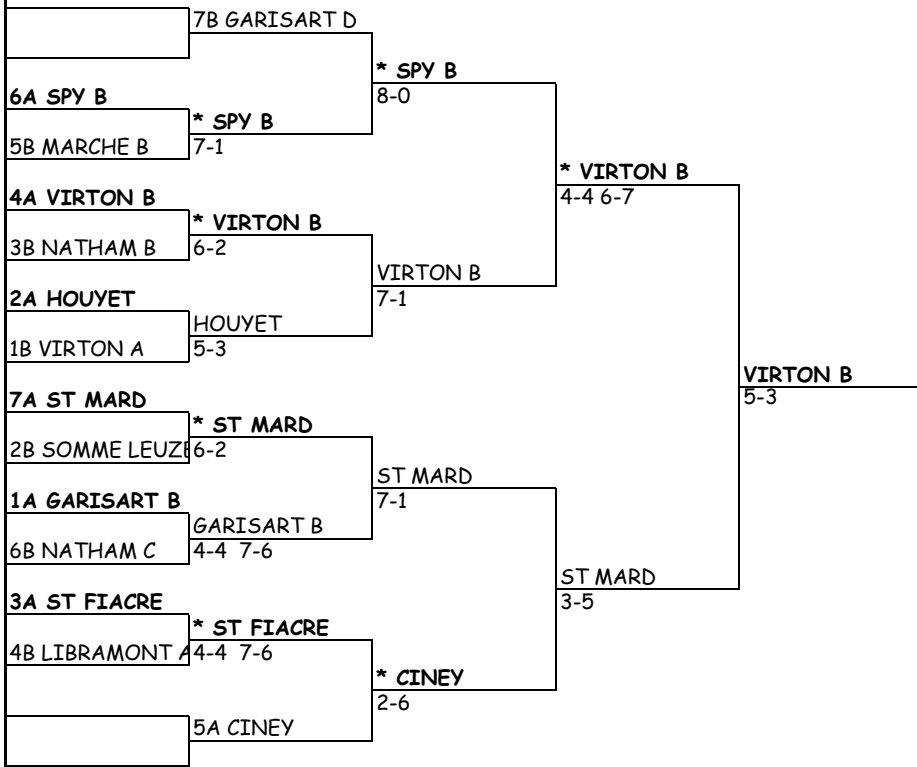 7B GARISART D
* SPY B
8-0
6A SPY B
* SPY B
5B MARCHE B
7-1
* VIRTON B
4-4 6-7
4A VIRTON B
* VIRTON B
3B NATHAM B
6-2
VIRTON B
7-1
2A HOUYET
HOUYET
1B VIRTON A
5-3
VIRTON B
5-3
7A ST MARD
* ST MARD
2B SOMME LEUZE
6-2
ST MARD
7-1
1A GARISART B
GARISART B
6B NATHAM C
4-4 7-6
ST MARD
3-5
3A ST FIACRE
* ST FIACRE
4B LIBRAMONT A
4-4 7-6
* CINEY
2-6
5A CINEY